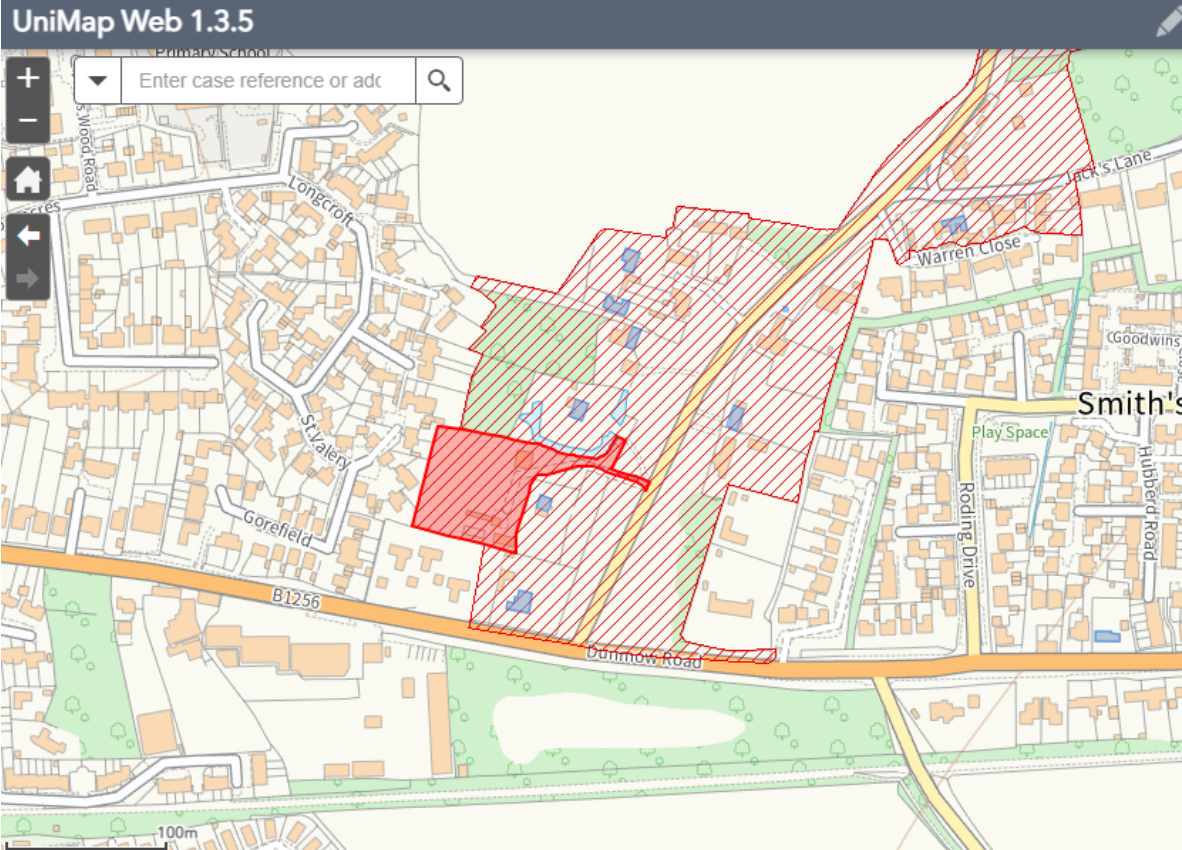 UniMap Web 1.3.5
Primary School
Enter case reference or add
s Wood Road
Longcroft
Jack's Lane
Warren Close
Goodwins
Smith's
Play Space
St Valery
Hubberd Road
Roding Drive
Gorefield
B1256
Dunmow Road
100m